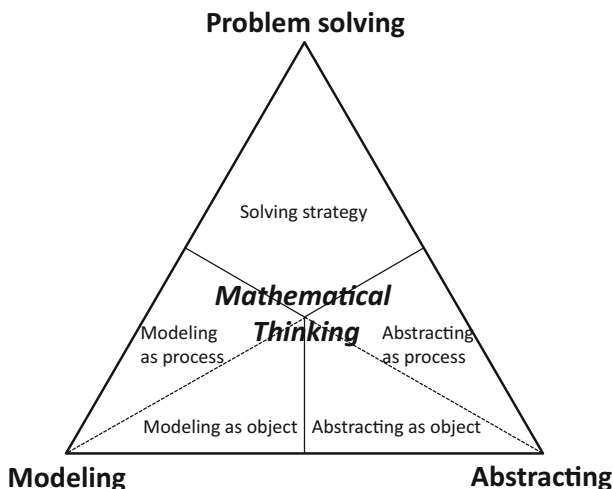 Problem solving
Solving strategy
Mathematical
Thinking
Modeling
as process
Abstracting
as process
Modeling as object
Abstracting as object
Modeling
Abstracting